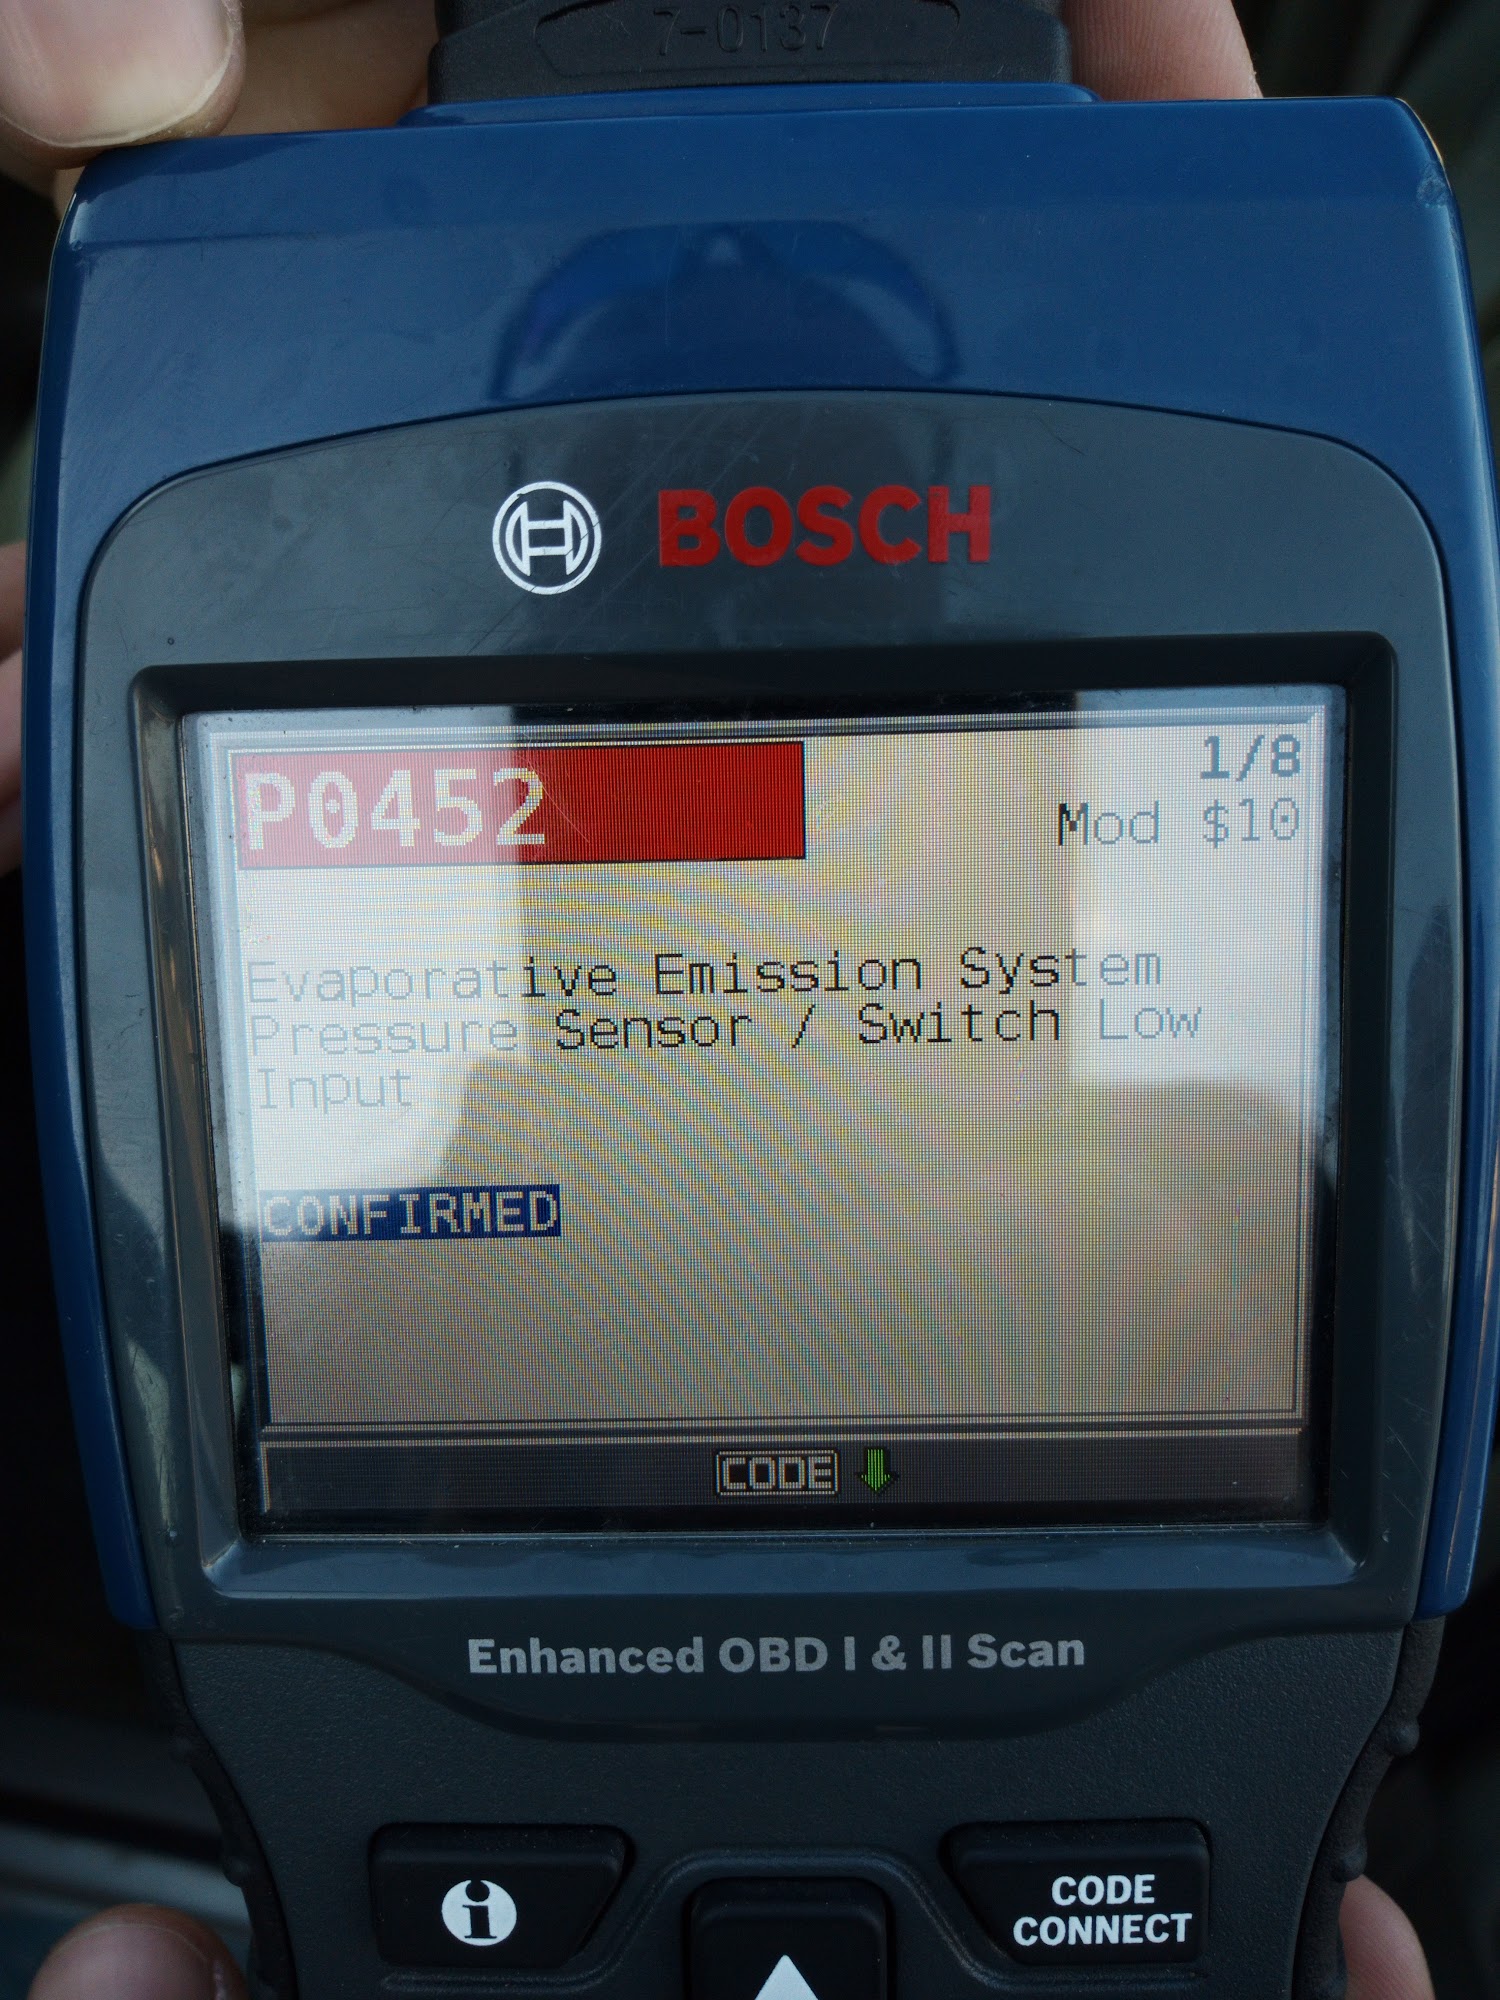 7-0137
BOSCH
P0452
1/8
Mod $10
Evaporative Emission System
Pressure Sensor / Switch Low
Input
CONFIRMED
CODE
Enhanced OBD I & II Scan
i
CODE
CONNECT